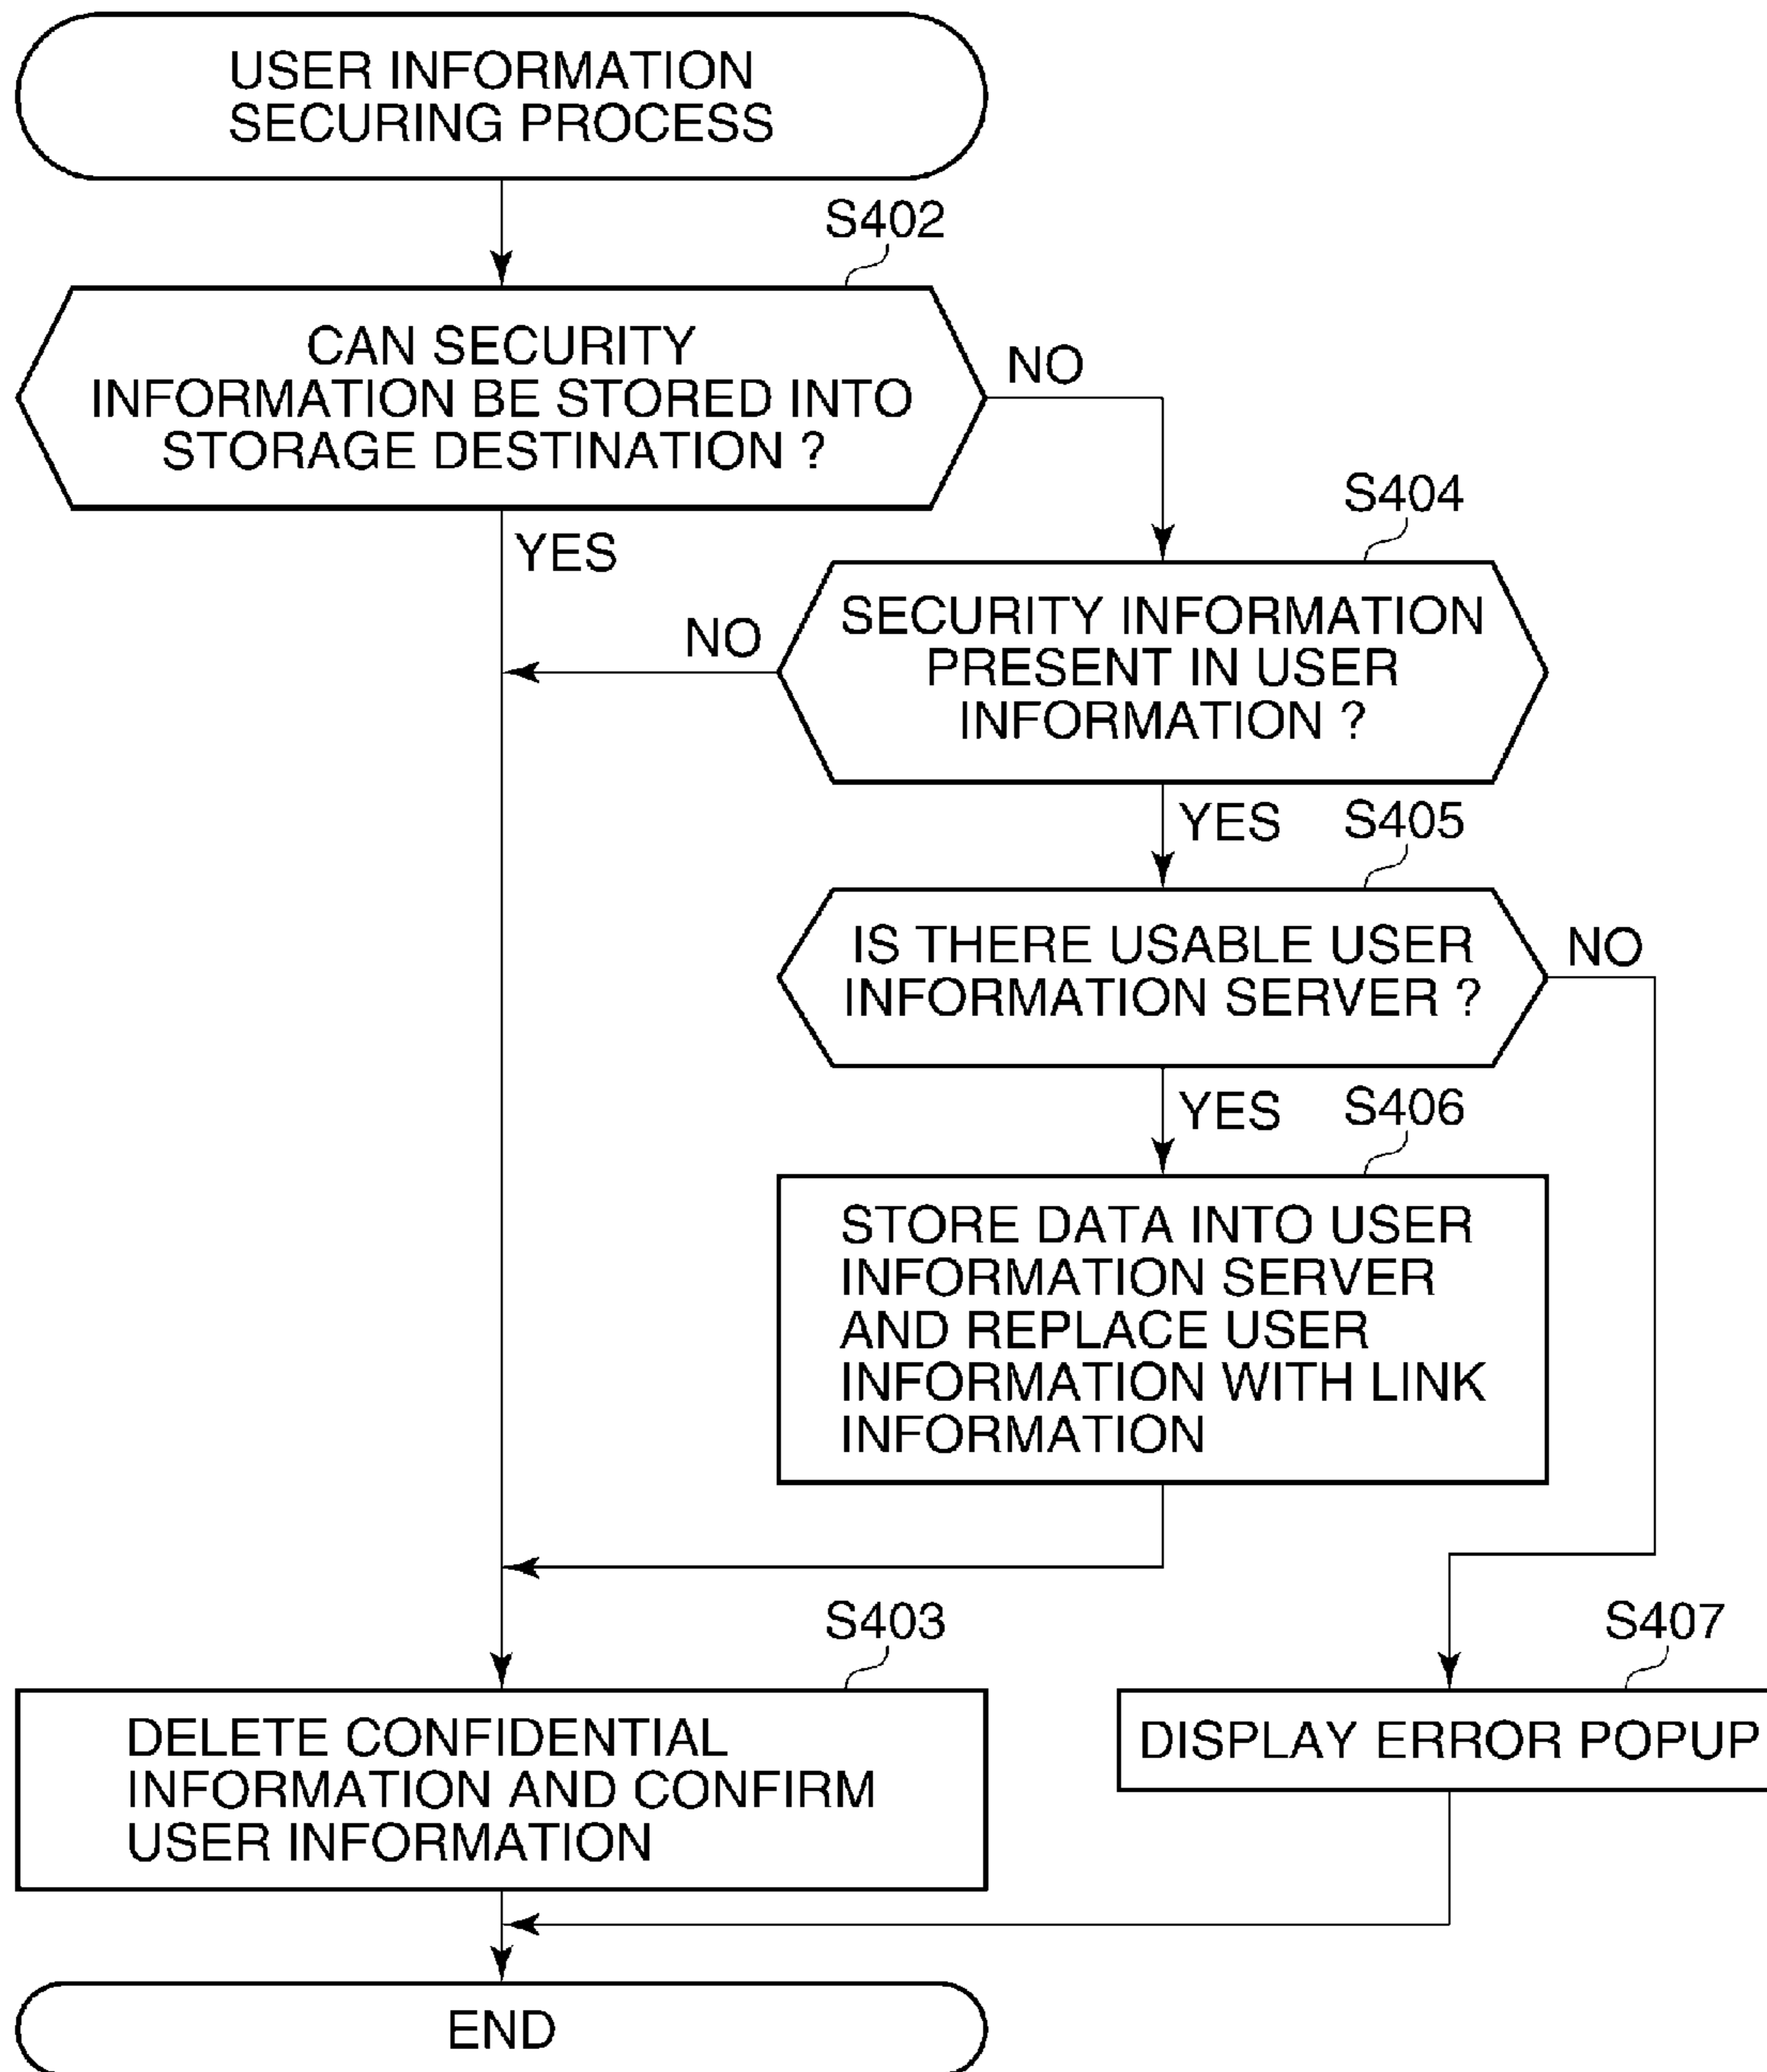 USER INFORMATION
SECURING PROCESS
S402
CAN SECURITY
INFORMATION BE STORED INTO
STORAGE DESTINATION ?
NO
YES
S404
SECURITY INFORMATION
PRESENT IN USER
INFORMATION ?
NO
YES
S405
IS THERE USABLE USER
INFORMATION SERVER ?
NO
YES
S406
STORE DATA INTO USER
INFORMATION SERVER
AND REPLACE USER
INFORMATION WITH LINK
INFORMATION
S403
DELETE CONFIDENTIAL
INFORMATION AND CONFIRM
USER INFORMATION
S407
DISPLAY ERROR POPUP
END